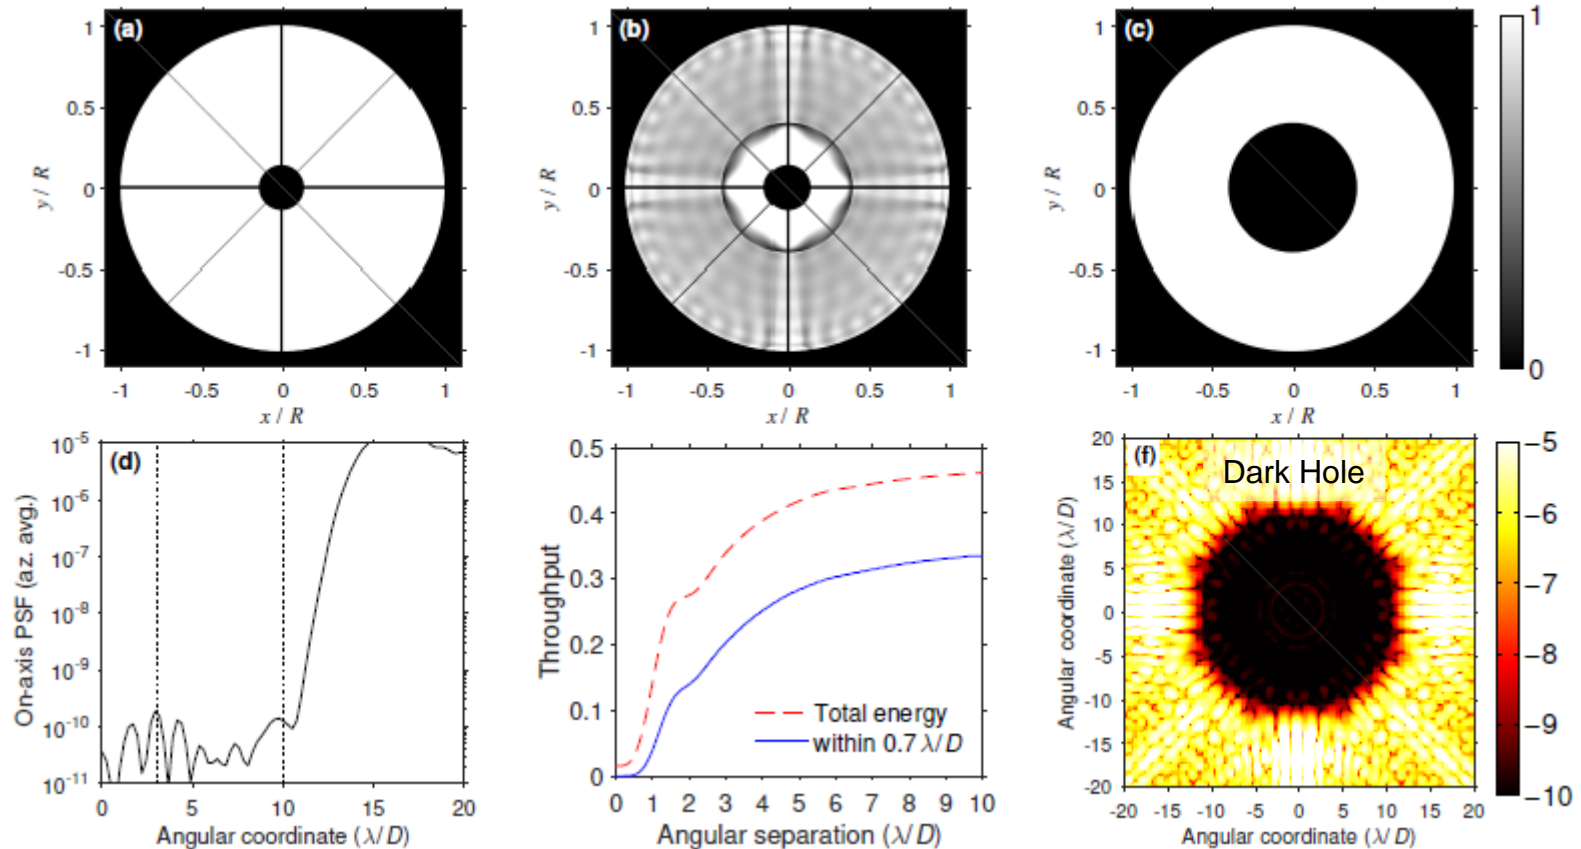 (a)
1
0.5
0
-0.5
-1
y / R
-1 -0.5 0 0.5 1
x / R
(b)
1
0.5
0
-0.5
-1
y / R
-1 -0.5 0 0.5 1
x / R
(c)
1
0.5
0
-0.5
-1
y / R
-1 -0.5 0 0.5 1
x / R
1
0
(d)
10^-5
10^-6
10^-7
10^-8
10^-9
10^-10
10^-11
On-axis PSF (az. avg.)
0 5 10 15 20
Angular coordinate (λ/D)
0.5
0.4
0.3
0.2
0.1
0
Throughput
Total energy
within 0.7 λ/D
0 1 2 3 4 5 6 7 8 9 10
Angular separation (λ/D)
(f)
Dark Hole
20
15
10
5
0
-5
-10
-15
-20
Angular coordinate (λ/D)
-20 -15 -10 -5 0 5 10 15 20
Angular coordinate (λ/D)
-5
-6
-7
-8
-9
-10